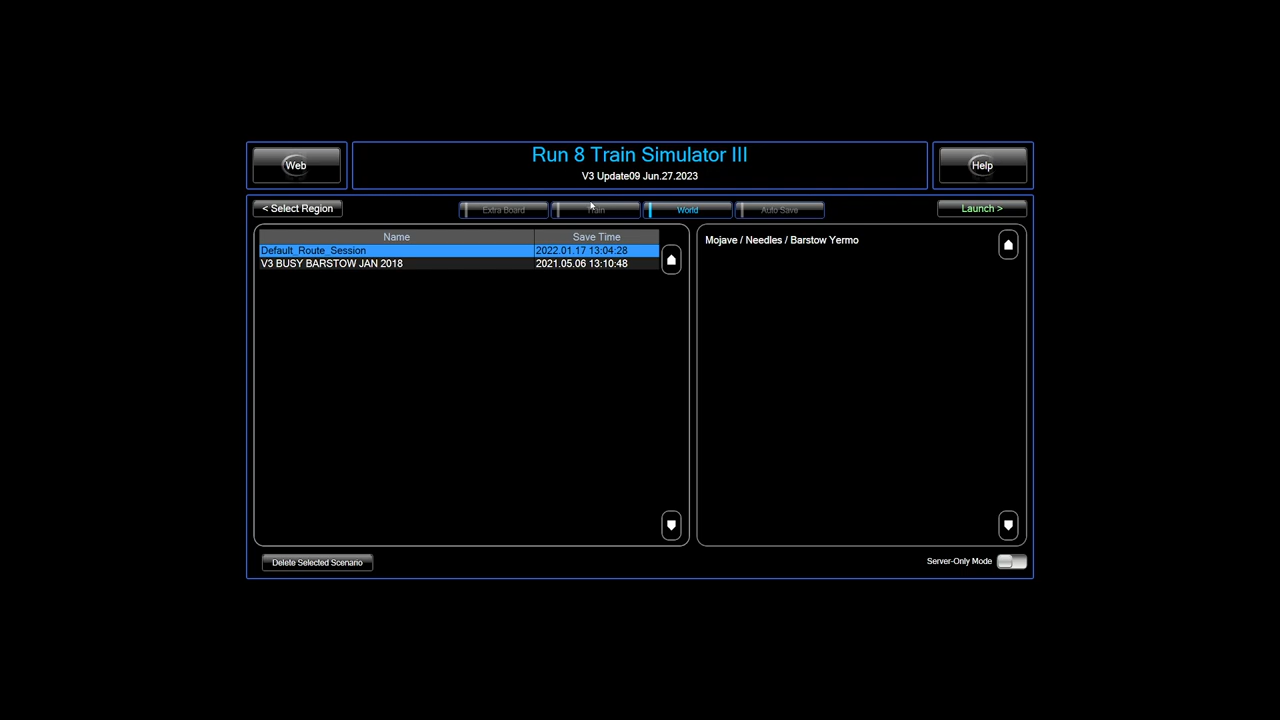 Web
Run 8 Train Simulator III
V3 Update09 Jun.27.2023
Help
< Select Region
Extra Board
Train
World
Auto Save
Launch >
Name Save Time
Default_Route_Session 2022.01.17 13:04:28
V3 BUSY BARSTOW JAN 2018 2021.05.06 13:10:48
Mojave / Needles / Barstow Yermo
Delete Selected Scenario
Server-Only Mode